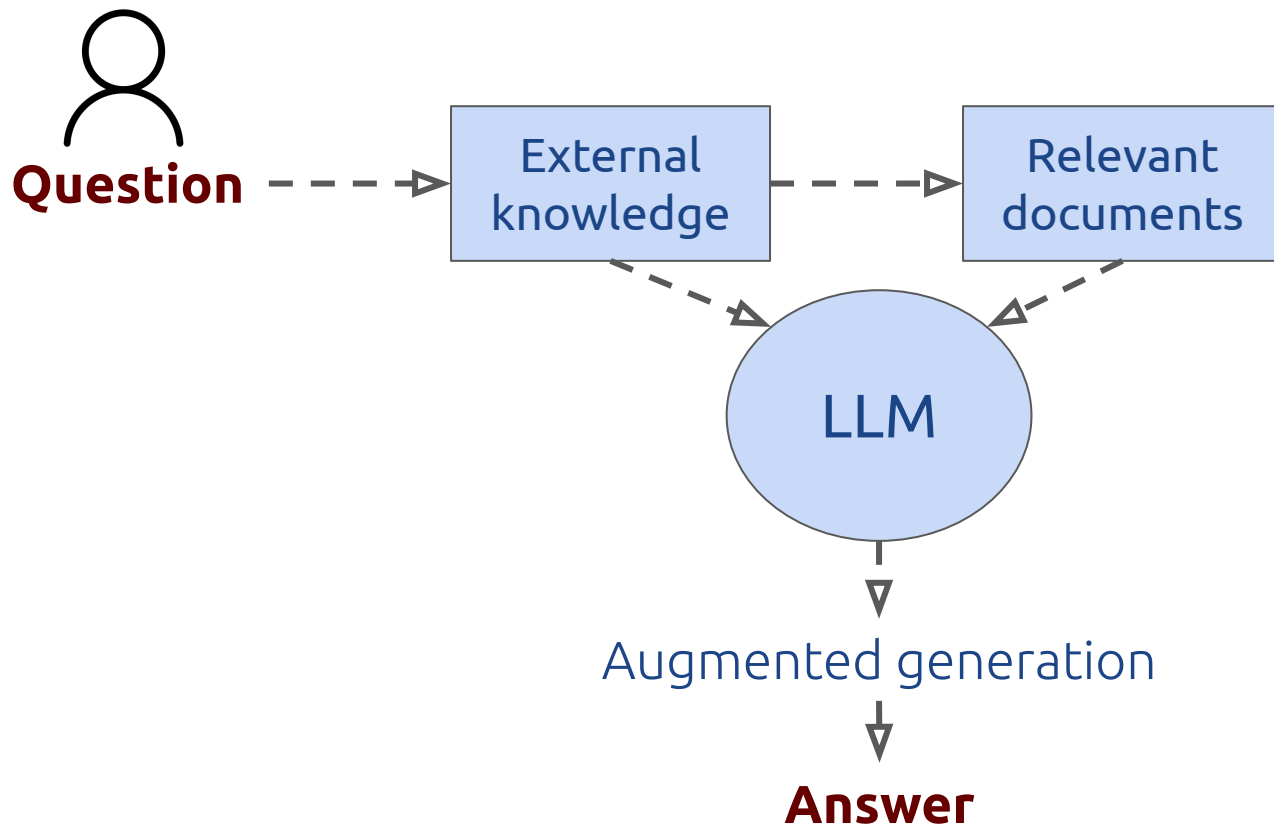 Question
External
knowledge
Relevant
documents
LLM
Augmented generation
Answer